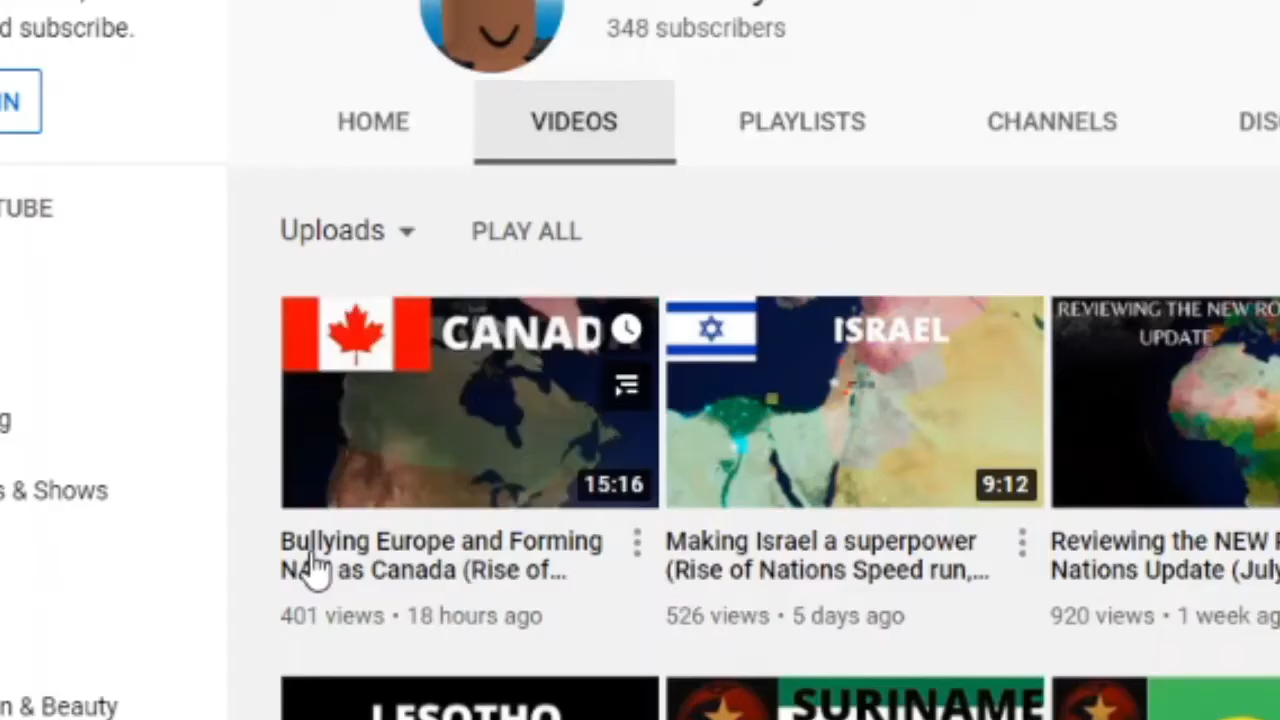 d subscribe.
348 subscribers
IN
HOME VIDEOS PLAYLISTS CHANNELS DISC
TUBE
Uploads PLAY ALL
CANAD
ISRAEL
REVIEWING THE NEW RO
UPDATE
15:16
9:12
g
s & Shows
Bullying Europe and Forming
as Canada (Rise of...
Making Israel a superpower
(Rise of Nations Speed run,...
Reviewing the NEW
Nations Update (July
401 views • 18 hours ago
526 views • 5 days ago
920 views • 1 week ag
n & Beauty
LESOTHO
SURINAME